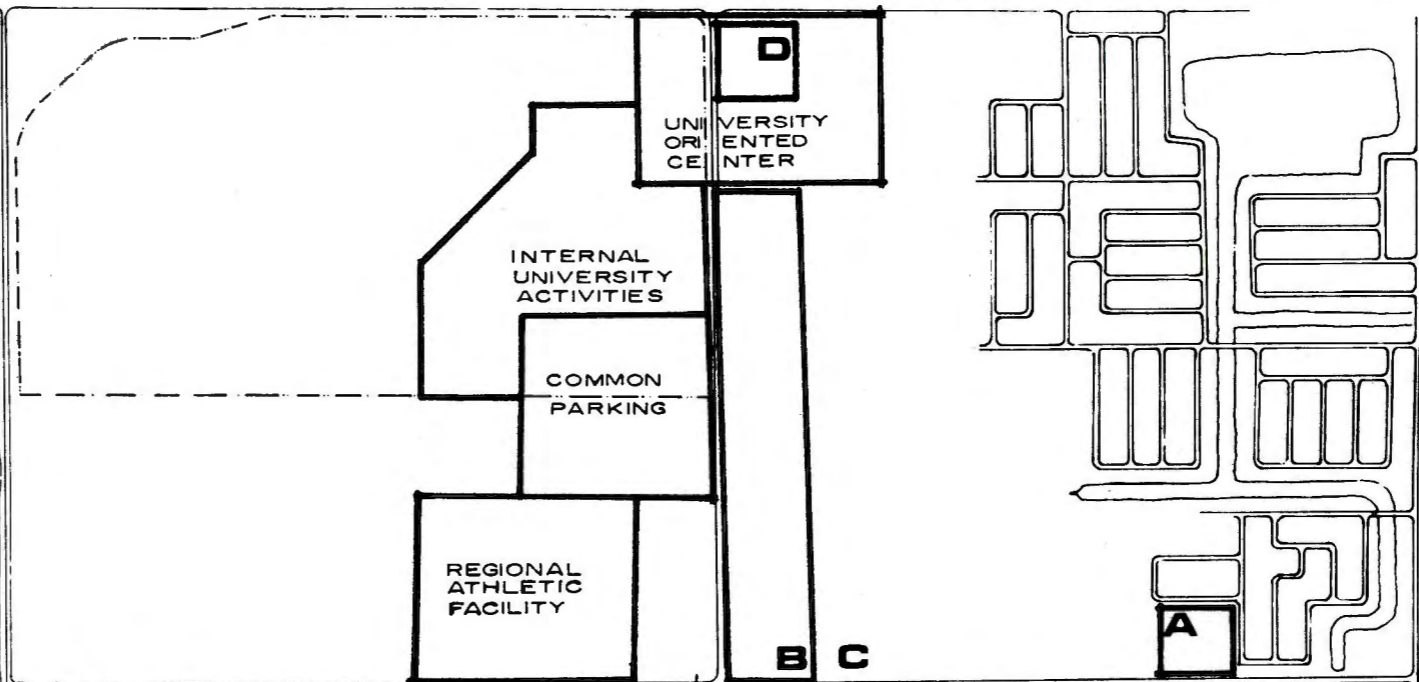 D
UNIVERSITY
ORIENTED
CENTER
INTERNAL
UNIVERSITY
ACTIVITIES
COMMON
PARKING
REGIONAL
ATHLETIC
FACILITY
B C
A